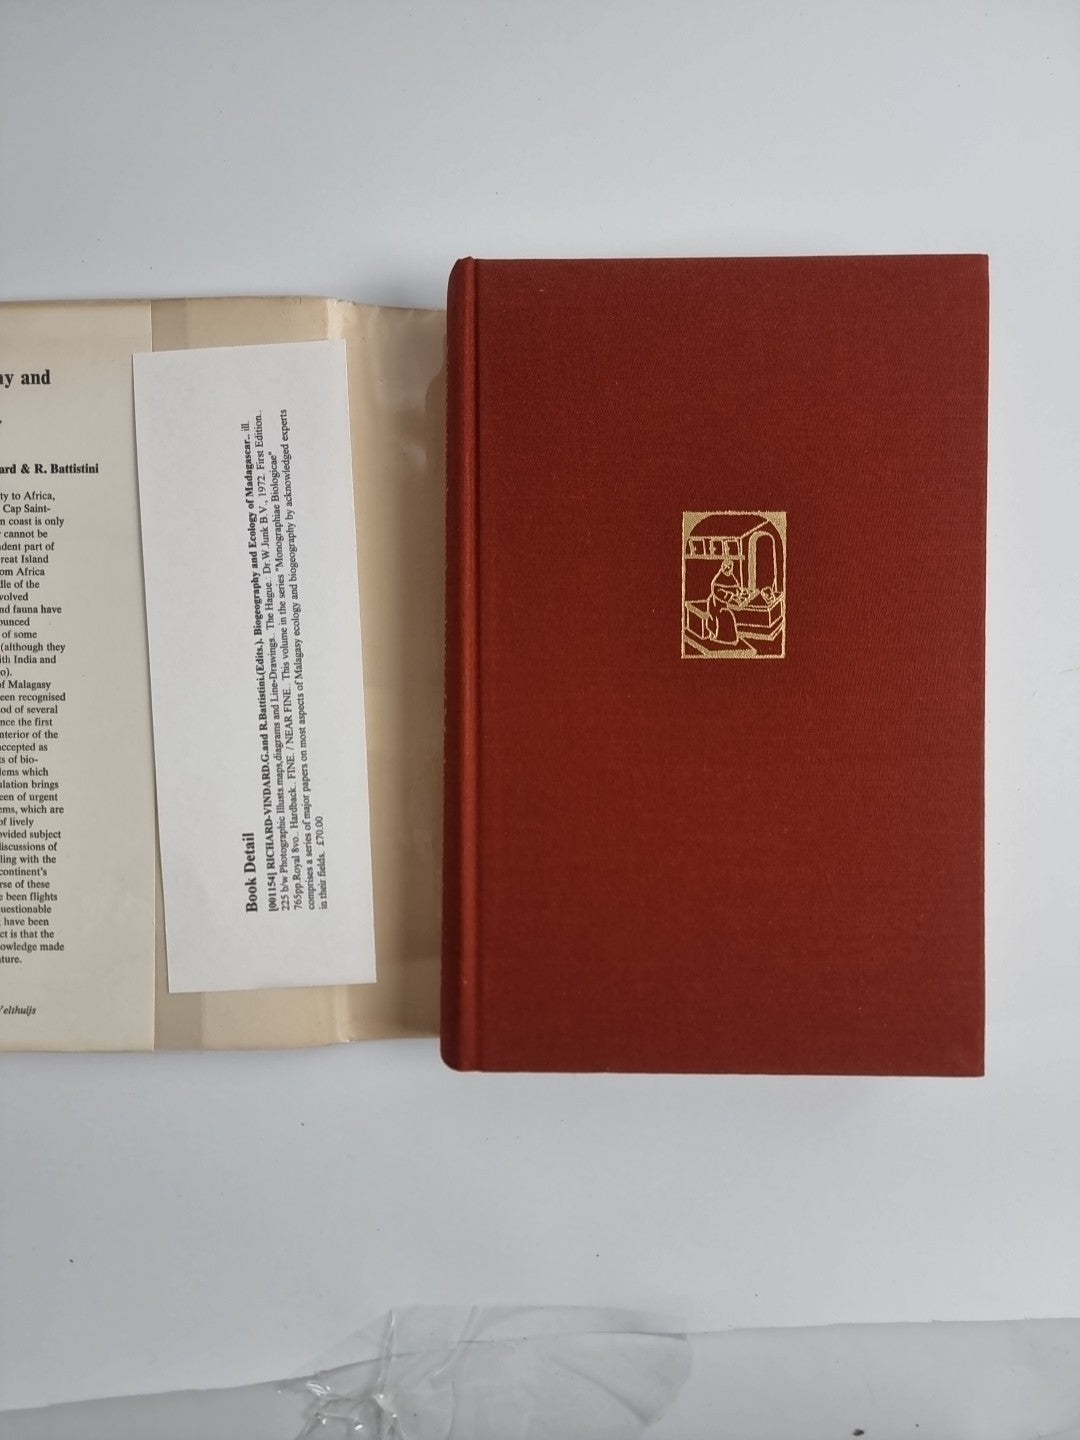 ny and
ard & R. Battistini
ty to Africa,
Cap Saint-
n coast is only
cannot be
dent part of
reat Island
om Africa
lle of the
volved
nd fauna have
ounced
of some
(although they
ith India and
o).
of Malagasy
een recognised
od of several
nce the first
nterior of the
accepted as
ts of bio-
lems which
ulation brings
een of urgent
ems, which are
of lively
ovided subject
discussions of
ling with the
continent's
rse of these
e been flights
uestionable
have been
ct is that the
owledge made
ture.
Velthuijs
Book Detail
[001154] RICHARD-VINDARD.G.and R.Battistini.(Edits.). Biogeography and Ecology of Madagascar.. ill.
225 b/w Photographic Illusts.maps,diagrams and Line-Drawings.. The Hague.: Dr. W Junk B.V., 1972. First Edition..
765pp.Royal 8vo.. Hardback.. FINE. / NEAR FINE.. This volume in the series "Monographiae Biologicae"
comprises a series of major papers on most aspects of Malagasy ecology and biogeography by acknowledged experts
in their fields. £70.00